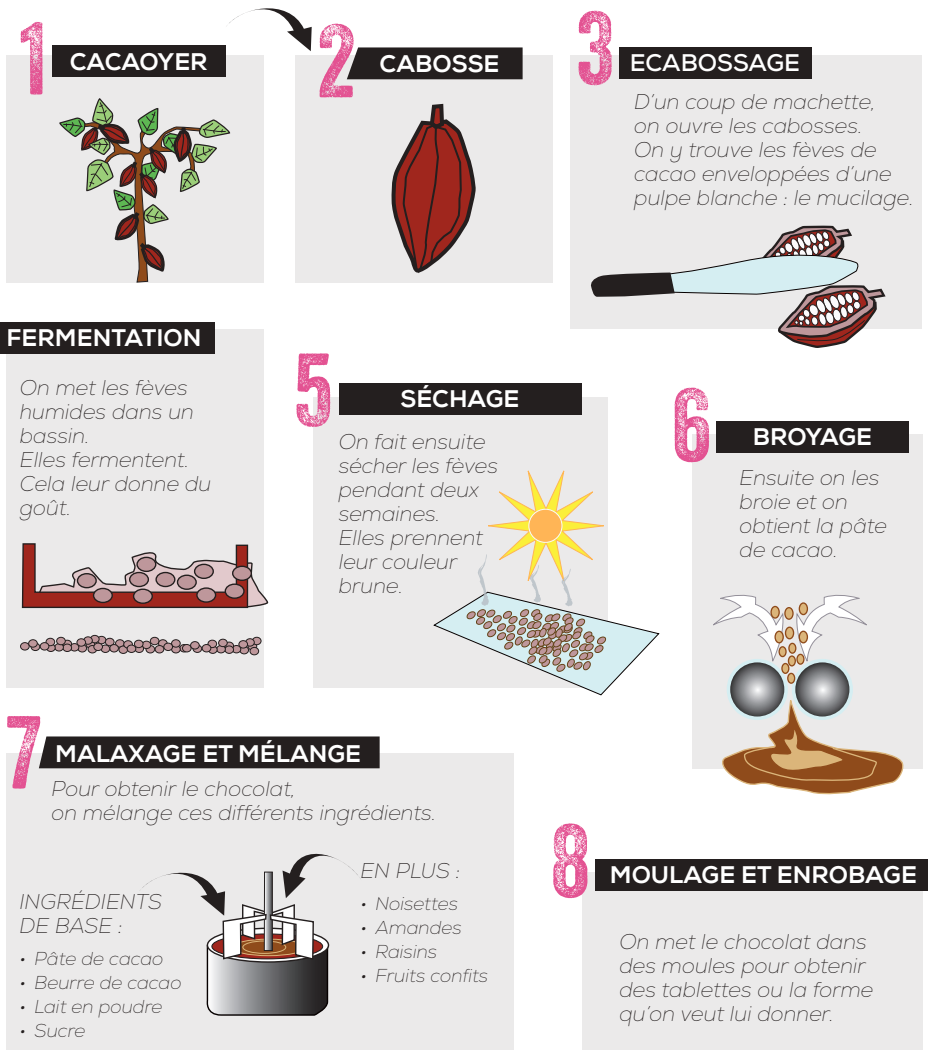 1
CACAOYER
2
CABOSSE
3
ECABOSSAGE
D'un coup de machette,
on ouvre les cabosses.
On y trouve les fèves de
cacao enveloppées d'une
pulpe blanche : le mucilage.
FERMENTATION
On met les fèves
humides dans un
bassin.
Elles fermentent.
Cela leur donne du
goût.
5
SÉCHAGE
On fait ensuite
sécher les fèves
pendant deux
semaines.
Elles prennent
leur couleur
brune.
6
BROYAGE
Ensuite on les
broie et on
obtient la pâte
de cacao.
7
MALAXAGE ET MÉLANGE
Pour obtenir le chocolat,
on mélange ces différents ingrédients.
INGRÉDIENTS
DE BASE :
• Pâte de cacao
• Beurre de cacao
• Lait en poudre
• Sucre
EN PLUS :
• Noisettes
• Amandes
• Raisins
• Fruits confits
8
MOULAGE ET ENROBAGE
On met le chocolat dans
des moules pour obtenir
des tablettes ou la forme
qu'on veut lui donner.